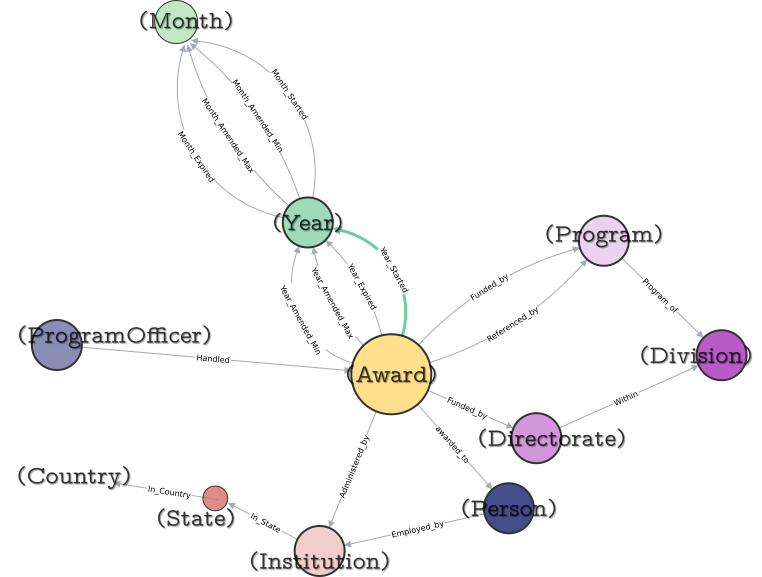 (Month)
Month_Started
Month_Amended_Min
Month_Amended_Max
Month_Expired
(Year)
(Program)
Year_Started
Year_Expired
Year_Amended_Max
Year_Amended_Min
Funded_by
Referenced_by
Program_of
(ProgramOfficer)
Handled
(Award)
(Division)
Within
Funded_by
(Directorate)
awarded_to
Administered_by
(Country)
In_Country
(State)
In_State
(Person)
Employed_by
(Institution)